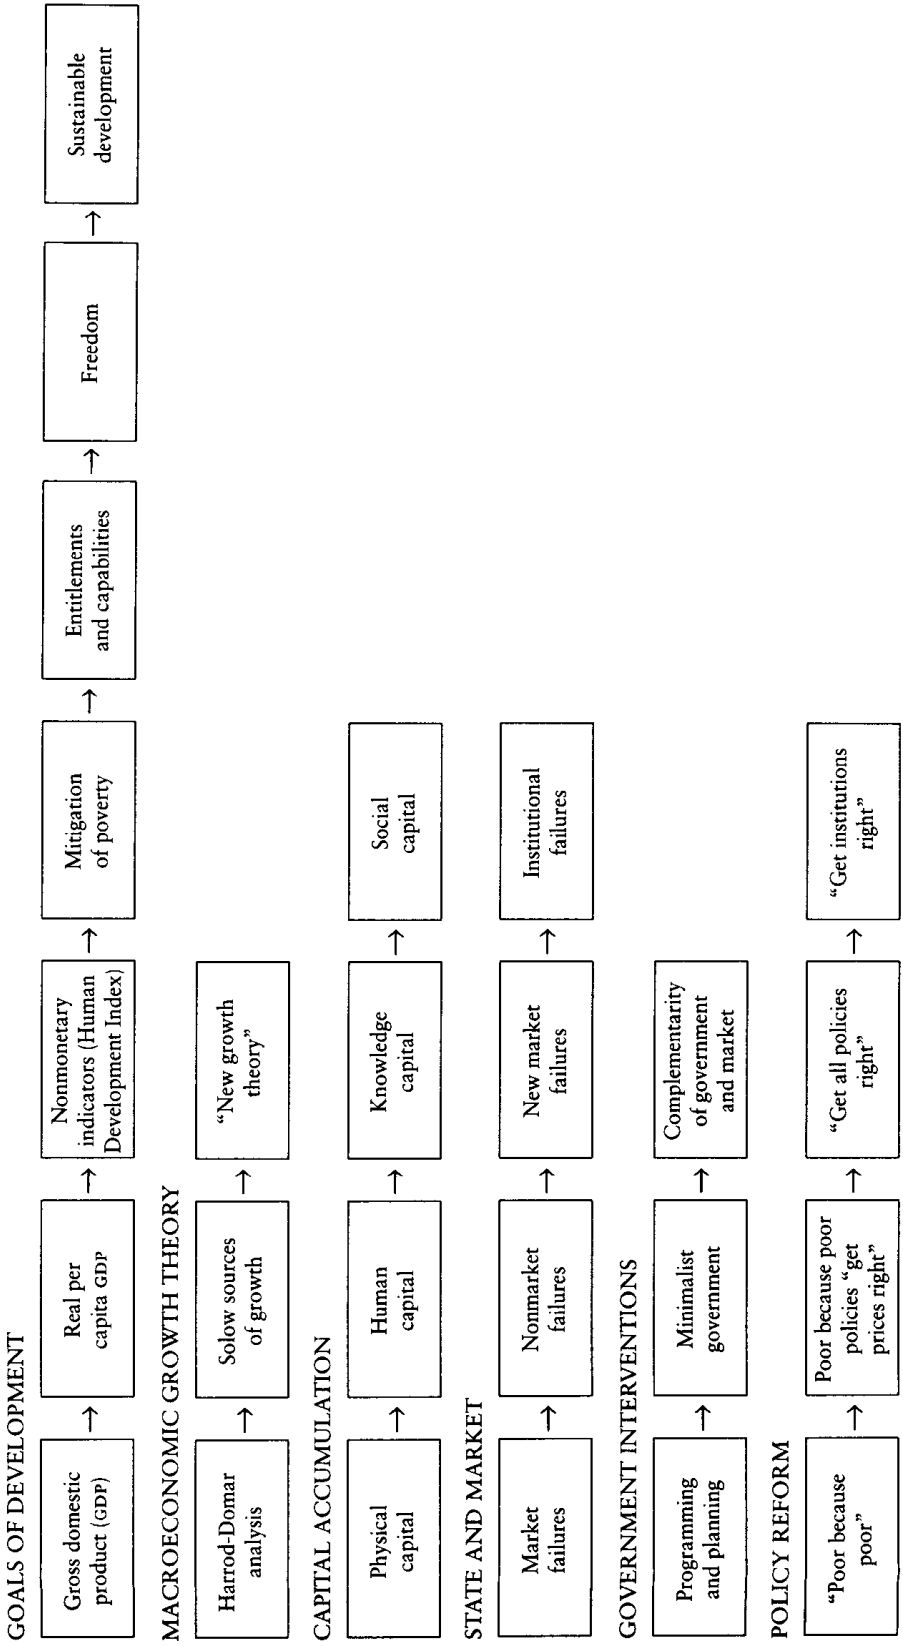 GOALS OF DEVELOPMENT
Gross domestic
product (GDP)
→
Real per
capita GDP
→
Nonmonetary
indicators (Human
Development Index)
→
Mitigation
of poverty
→
Entitlements
and capabilities
→
Freedom
→
Sustainable
development
MACROECONOMIC GROWTH THEORY
Harrod-Domar
analysis
→
Solow sources
of growth
→
“New growth
theory”
CAPITAL ACCUMULATION
Physical
capital
→
Human
capital
→
Knowledge
capital
→
Social
capital
STATE AND MARKET
Market
failures
→
Nonmarket
failures
→
New market
failures
→
Institutional
failures
GOVERNMENT INTERVENTIONS
Programming
and planning
→
Minimalist
government
→
Complementarity
of government
and market
POLICY REFORM
“Poor because
poor”
→
Poor because poor
policies “get
prices right”
→
“Get all policies
right”
→
“Get institutions
right”